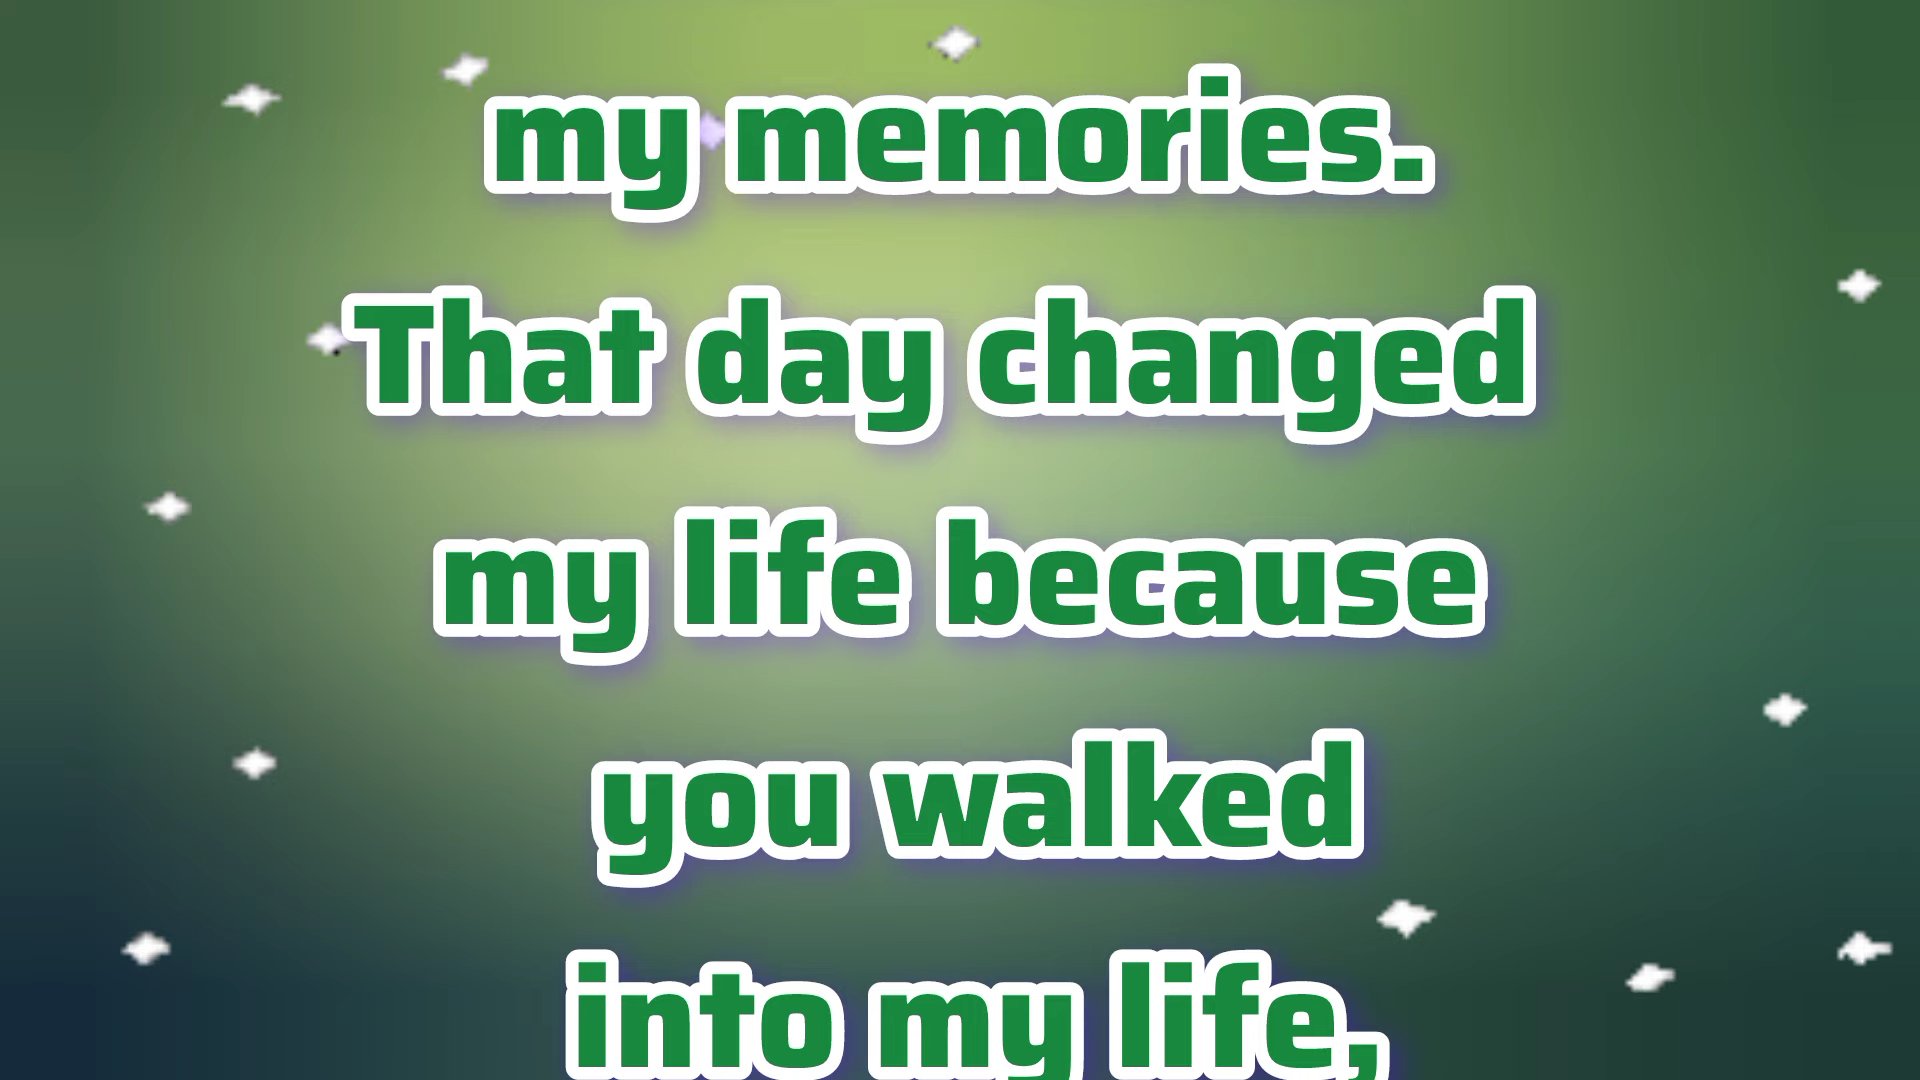 my memories.
That day changed
my life because
you walked
into my life,